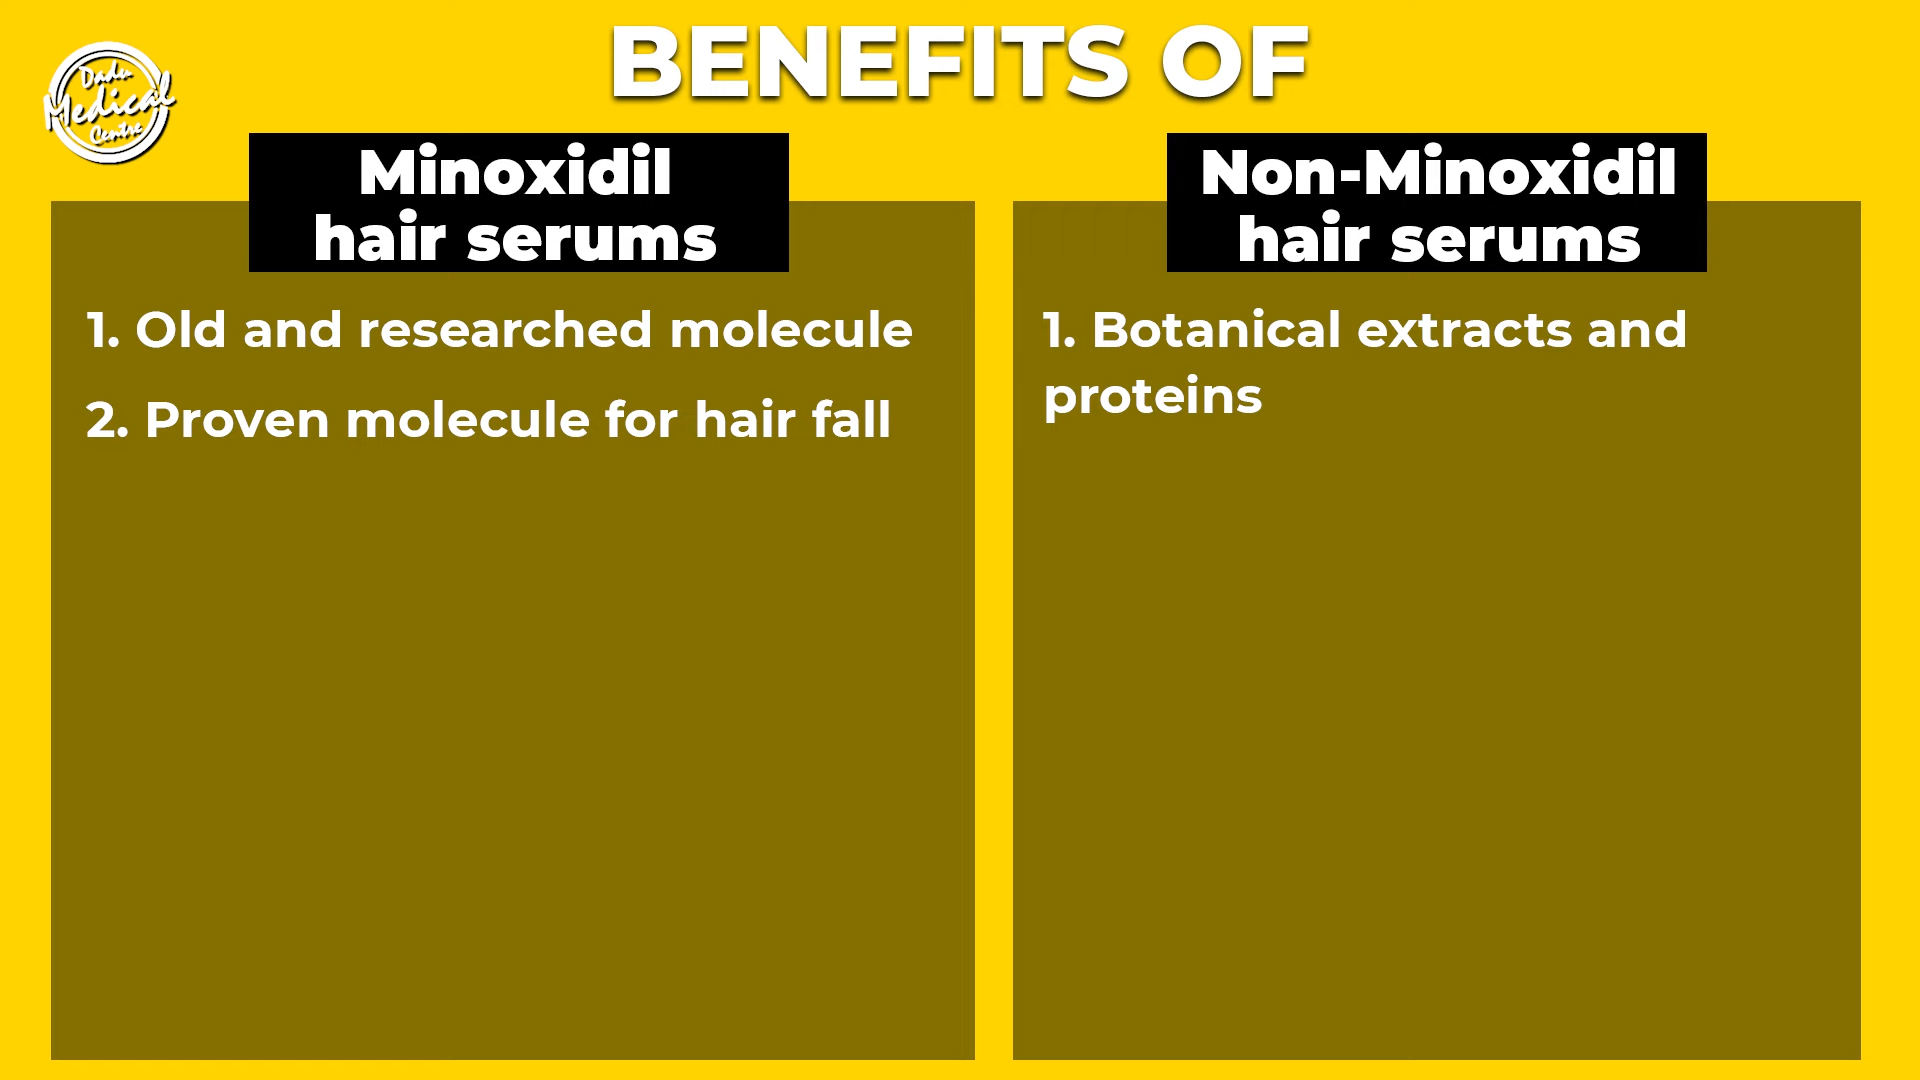 BENEFITS OF
Dadu
Medical
Centre
Minoxidil
hair serums
1. Old and researched molecule
2. Proven molecule for hair fall
Non-Minoxidil
hair serums
1. Botanical extracts and
proteins